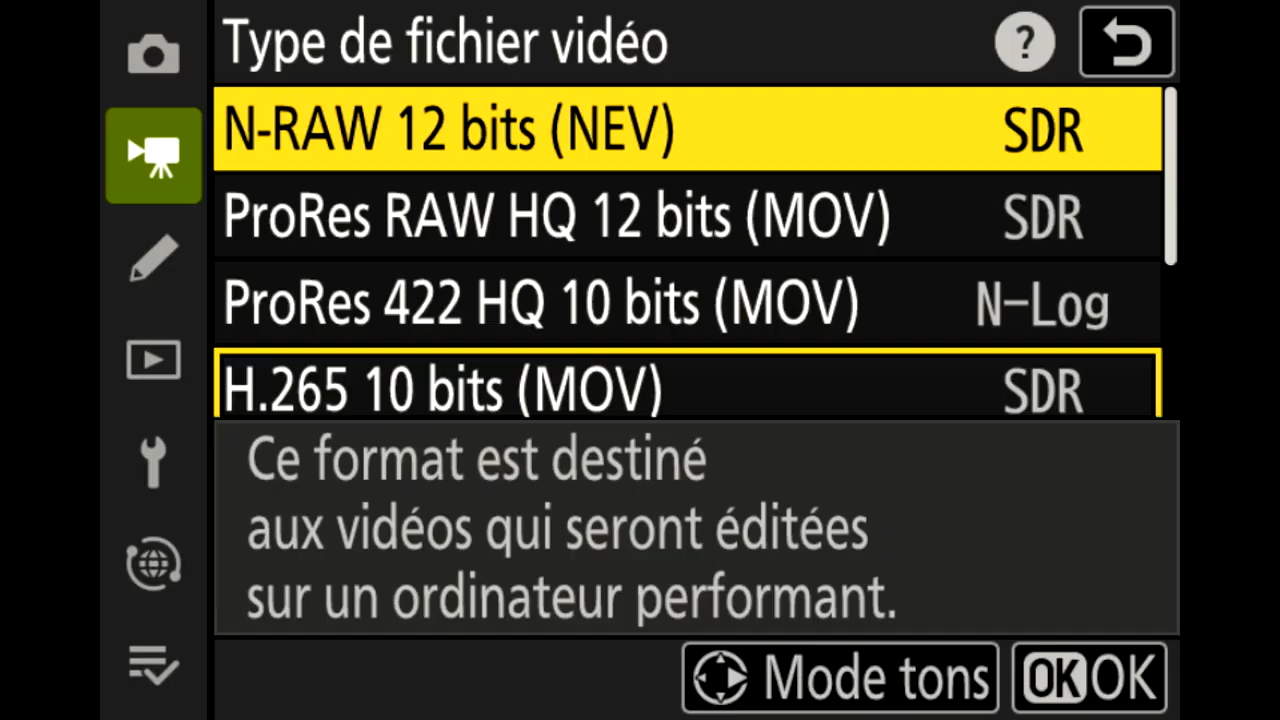 Type de fichier vidéo ?
N-RAW 12 bits (NEV) SDR
ProRes RAW HQ 12 bits (MOV) SDR
ProRes 422 HQ 10 bits (MOV) N-Log
H.265 10 bits (MOV) SDR
Ce format est destiné
aux vidéos qui seront éditées
sur un ordinateur performant.
Mode tons OK OK